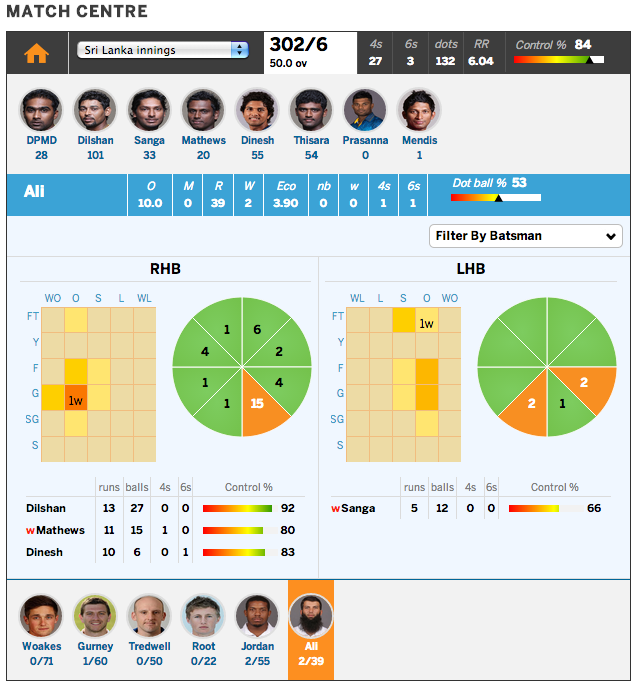 MATCH CENTRE
Sri Lanka innings
302/6
50.0 ov
4s 6s dots RR Control % 84
27 3 132 6.04
DPMD Dilshan Sanga Mathews Dinesh Thisara Prasanna Mendis
28 101 33 20 55 54 0 1
Ali
O M R W Eco nb w 4s 6s Dot ball % 53
10.0 0 39 2 3.90 0 0 1 1
Filter By Batsman
RHB
WO O S L WL
FT
Y
F
G 1w
SG
S
1 6
4 2
1 4
1 15
runs balls 4s 6s Control %
Dilshan 13 27 0 0 92
w Mathews 11 15 1 0 80
Dinesh 10 6 0 1 83
LHB
WL L S O WO
FT 1w
Y
F
G
SG
S
2
2 1
runs balls 4s 6s Control %
w Sanga 5 12 0 0 66
Woakes Gurney Tredwell Root Jordan Ali
0/71 1/60 0/50 0/22 2/55 2/39